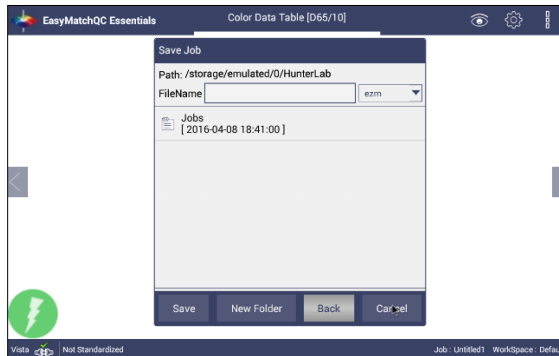 EasyMatchQC Essentials
Color Data Table [D65/10]
Save Job
Path: /storage/emulated/0/HunterLab
FileName
ezm
Jobs
[ 2016-04-08 18:41:00 ]
Save New Folder Back Cancel
Vista Not Standardized Job : Untitled1 WorkSpace : Defau